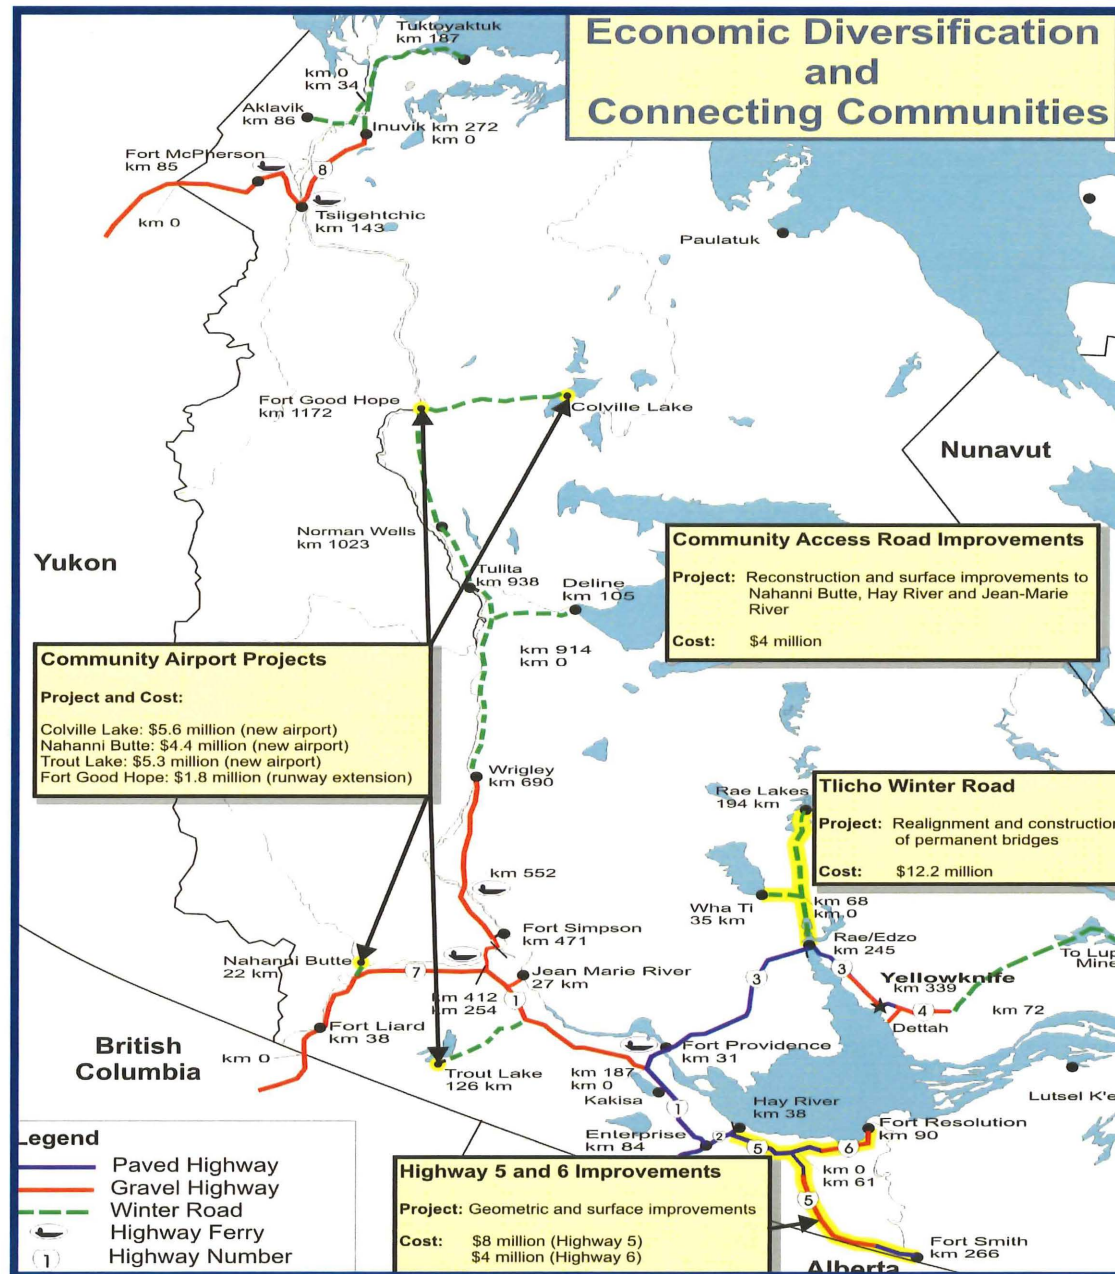 Economic Diversification
and
Connecting Communities
Tuktoyaktuk
km 187
km 0
km 34
Aklavik
km 86
Inuvik km 272
km 0
Fort McPherson
km 85
8
km 0
Tsiigehtchic
km 143
Paulatuk
Fort Good Hope
km 1172
Colville Lake
Nunavut
Norman Wells
km 1023
Yukon
Tulita
km 938
Deline
km 105
km 914
km 0
Community Access Road Improvements
Project: Reconstruction and surface improvements to
Nahanni Butte, Hay River and Jean-Marie
River
Cost: $4 million
Community Airport Projects
Project and Cost:
Colville Lake: $5.6 million (new airport)
Nahanni Butte: $4.4 million (new airport)
Trout Lake: $5.3 million (new airport)
Fort Good Hope: $1.8 million (runway extension)
Wrigley
km 690
Rae Lakes
194 km
Tlicho Winter Road
Project: Realignment and construction
of permanent bridges
Cost: $12.2 million
km 552
Wha Ti
35 km
km 68
km 0
Fort Simpson
km 471
Rae/Edzo
km 245
Nahanni Butte
22 km
7
Jean Marie River
27 km
3
3
Yellowknife
km 339
To Lup
Mine
km 412
km 254
1
4
km 72
Dettah
Fort Liard
km 38
km 0
British
Columbia
Fort Providence
km 31
Trout Lake
126 km
km 187
km 0
Kakisa
1
Lutsel K'e
Hay River
km 38
Fort Resolution
km 90
Enterprise
km 84
2
5
6
km 0
km 61
5
Fort Smith
km 266
Alberta
Highway 5 and 6 Improvements
Project: Geometric and surface improvements
Cost: $8 million (Highway 5)
$4 million (Highway 6)
Legend
Paved Highway
Gravel Highway
Winter Road
Highway Ferry
1 Highway Number